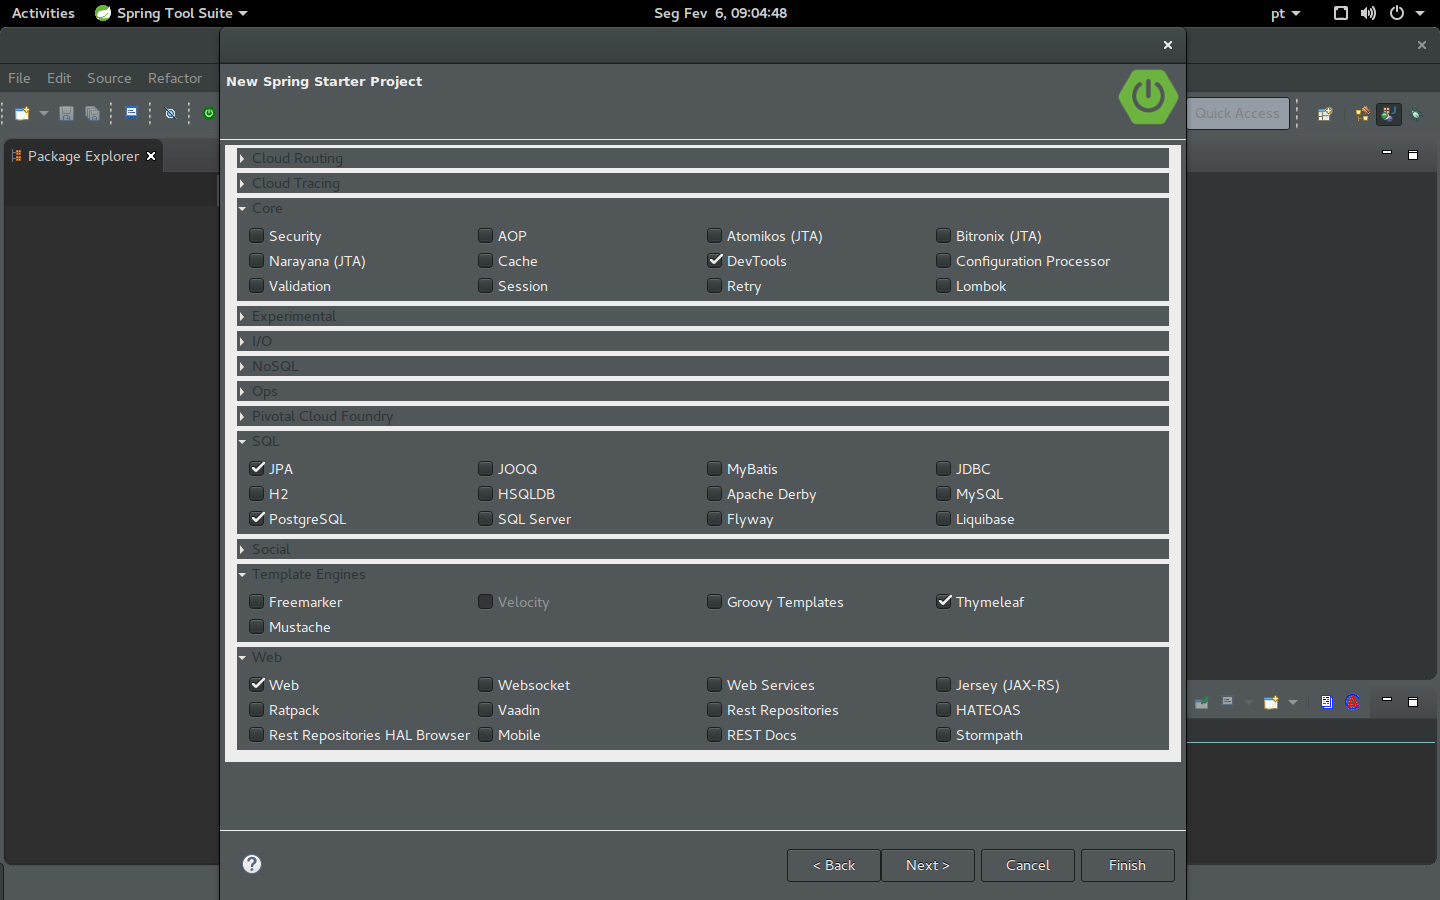 Activities Spring Tool Suite Seg Fev 6, 09:04:48 pt
File Edit Source Refactor
New Spring Starter Project
Quick Access
Package Explorer
Cloud Routing
Cloud Tracing
Core
Security AOP Atomikos (JTA) Bitronix (JTA)
Narayana (JTA) Cache DevTools Configuration Processor
Validation Session Retry Lombok
Experimental
I/O
NoSQL
Ops
Pivotal Cloud Foundry
SQL
JPA JOOQ MyBatis JDBC
H2 HSQLDB Apache Derby MySQL
PostgreSQL SQL Server Flyway Liquibase
Social
Template Engines
Freemarker Velocity Groovy Templates Thymeleaf
Mustache
Web
Web Websocket Web Services Jersey (JAX-RS)
Ratpack Vaadin Rest Repositories HATEOAS
Rest Repositories HAL Browser Mobile REST Docs Stormpath
? < Back Next > Cancel Finish